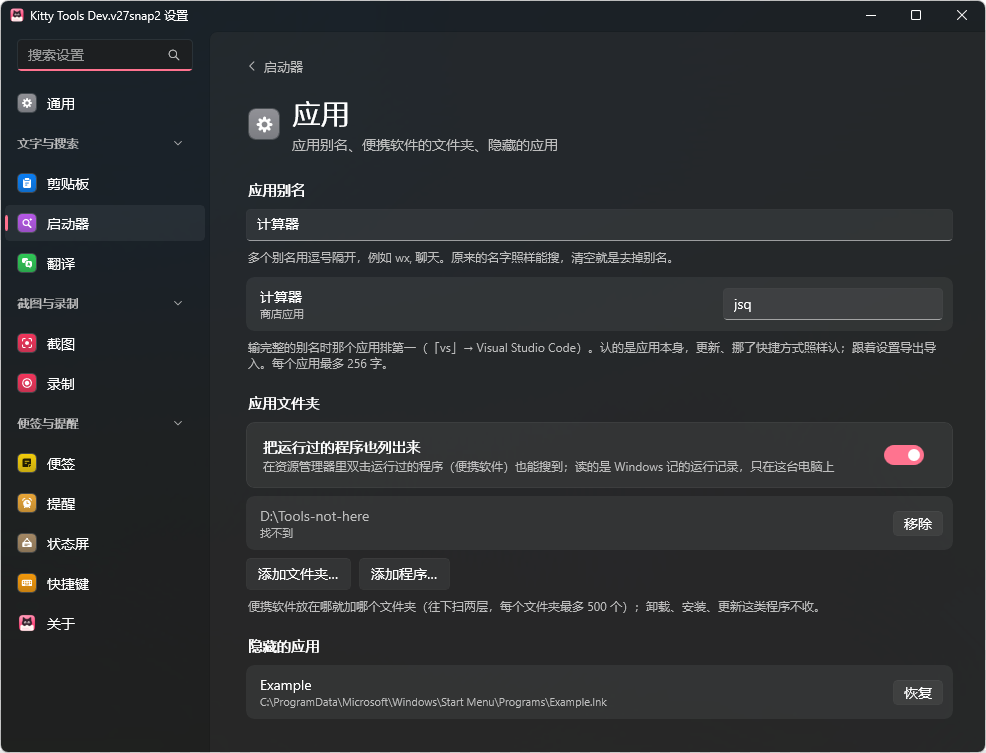 Kitty Tools Dev.v27snap2 设置
搜索设置
通用
文字与搜索
剪贴板
启动器
翻译
截图与录制
截图
录制
便签与提醒
便签
提醒
状态屏
快捷键
关于
启动器
应用
应用别名、便携软件的文件夹、隐藏的应用
应用别名
计算器
多个别名用逗号隔开，例如 wx, 聊天。原来的名字照样能搜，清空就是去掉别名。
计算器
商店应用
jsq
输完整的别名时那个应用排第一（「vs」→ Visual Studio Code）。认的是应用本身，更新、挪了快捷方式照样认；跟着设置导出导
入。每个应用最多 256 字。
应用文件夹
把运行过的程序也列出来
在资源管理器里双击运行过的程序（便携软件）也能搜到；读的是 Windows 记的运行记录，只在这台电脑上
D:\Tools-not-here
找不到
移除
添加文件夹...
添加程序...
便携软件放在哪就加哪个文件夹（往下扫两层，每个文件夹最多 500 个）；卸载、安装、更新这类程序不收。
隐藏的应用
Example
C:\ProgramData\Microsoft\Windows\Start Menu\Programs\Example.lnk
恢复